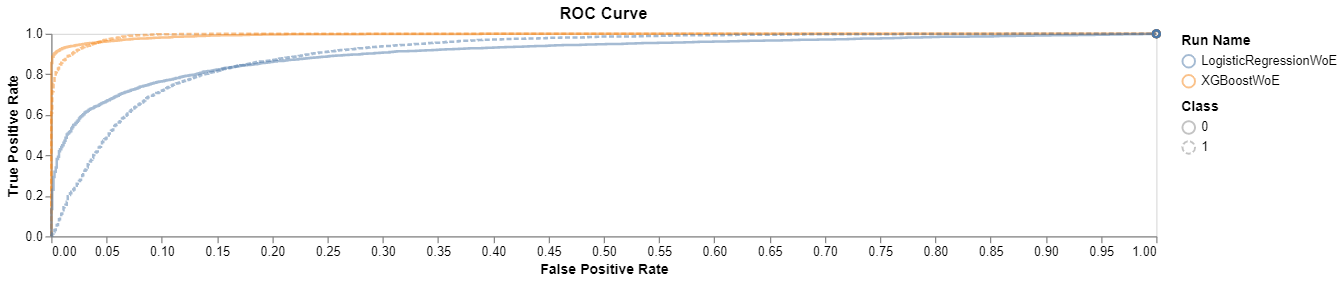 ROC Curve
True Positive Rate
1.0
0.8
0.6
0.4
0.2
0.0
0.00 0.05 0.10 0.15 0.20 0.25 0.30 0.35 0.40 0.45 0.50 0.55 0.60 0.65 0.70 0.75 0.80 0.85 0.90 0.95 1.00
False Positive Rate
Run Name
LogisticRegressionWoE
XGBoostWoE
Class
0
1